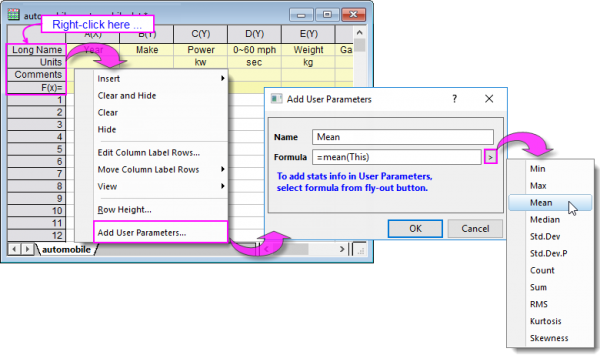 automobile
Right-click here ...
A(X) B(Y) C(Y) D(Y) E(Y)
Long Name Year Make Power 0~60 mph Weight Ga
Units kw sec kg
Comments
F(x)=
1
2
3
4
5
6
7
8
9
10
11
12
automobile
Insert
Clear and Hide
Clear
Hide
Edit Column Label Rows...
Move Column Label Rows
View
Row Height...
Add User Parameters...
Add User Parameters
? ×
Name Mean
Formula =mean(This) >
To add stats info in User Parameters,
select formula from fly-out button.
OK Cancel
Min
Max
Mean
Median
Std.Dev
Std.Dev.P
Count
Sum
RMS
Kurtosis
Skewness